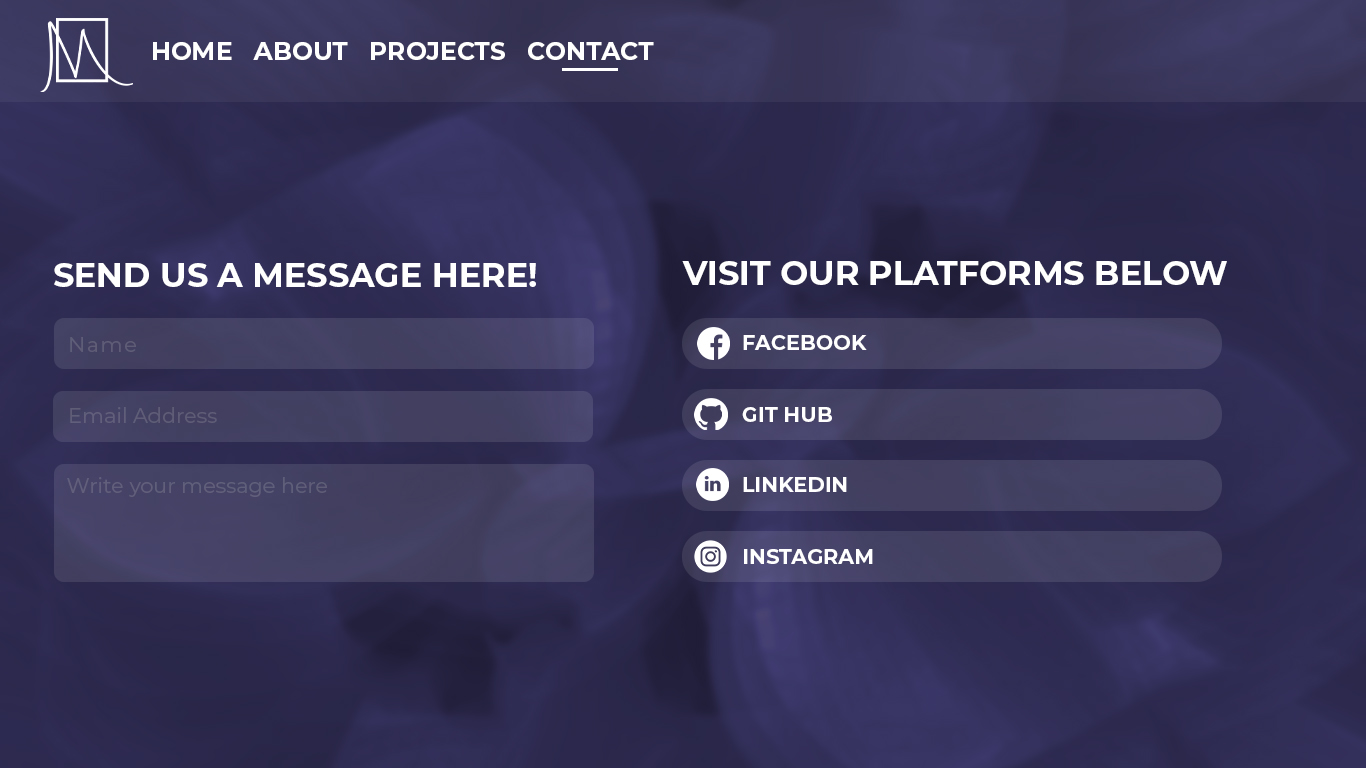 M
HOME ABOUT PROJECTS CONTACT
SEND US A MESSAGE HERE!
Name
Email Address
Write your message here
VISIT OUR PLATFORMS BELOW
FACEBOOK
GIT HUB
LINKEDIN
INSTAGRAM